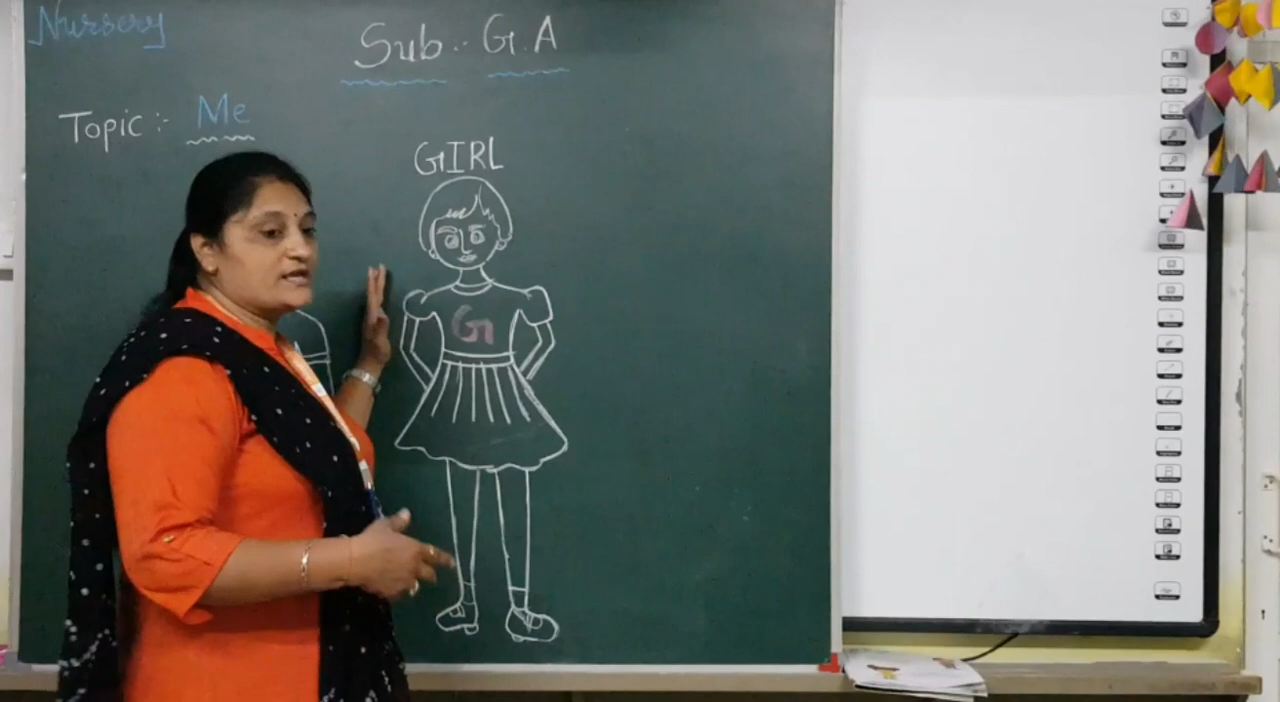 Nursery
Sub :- G.A
Topic :- Me
GIRL
G